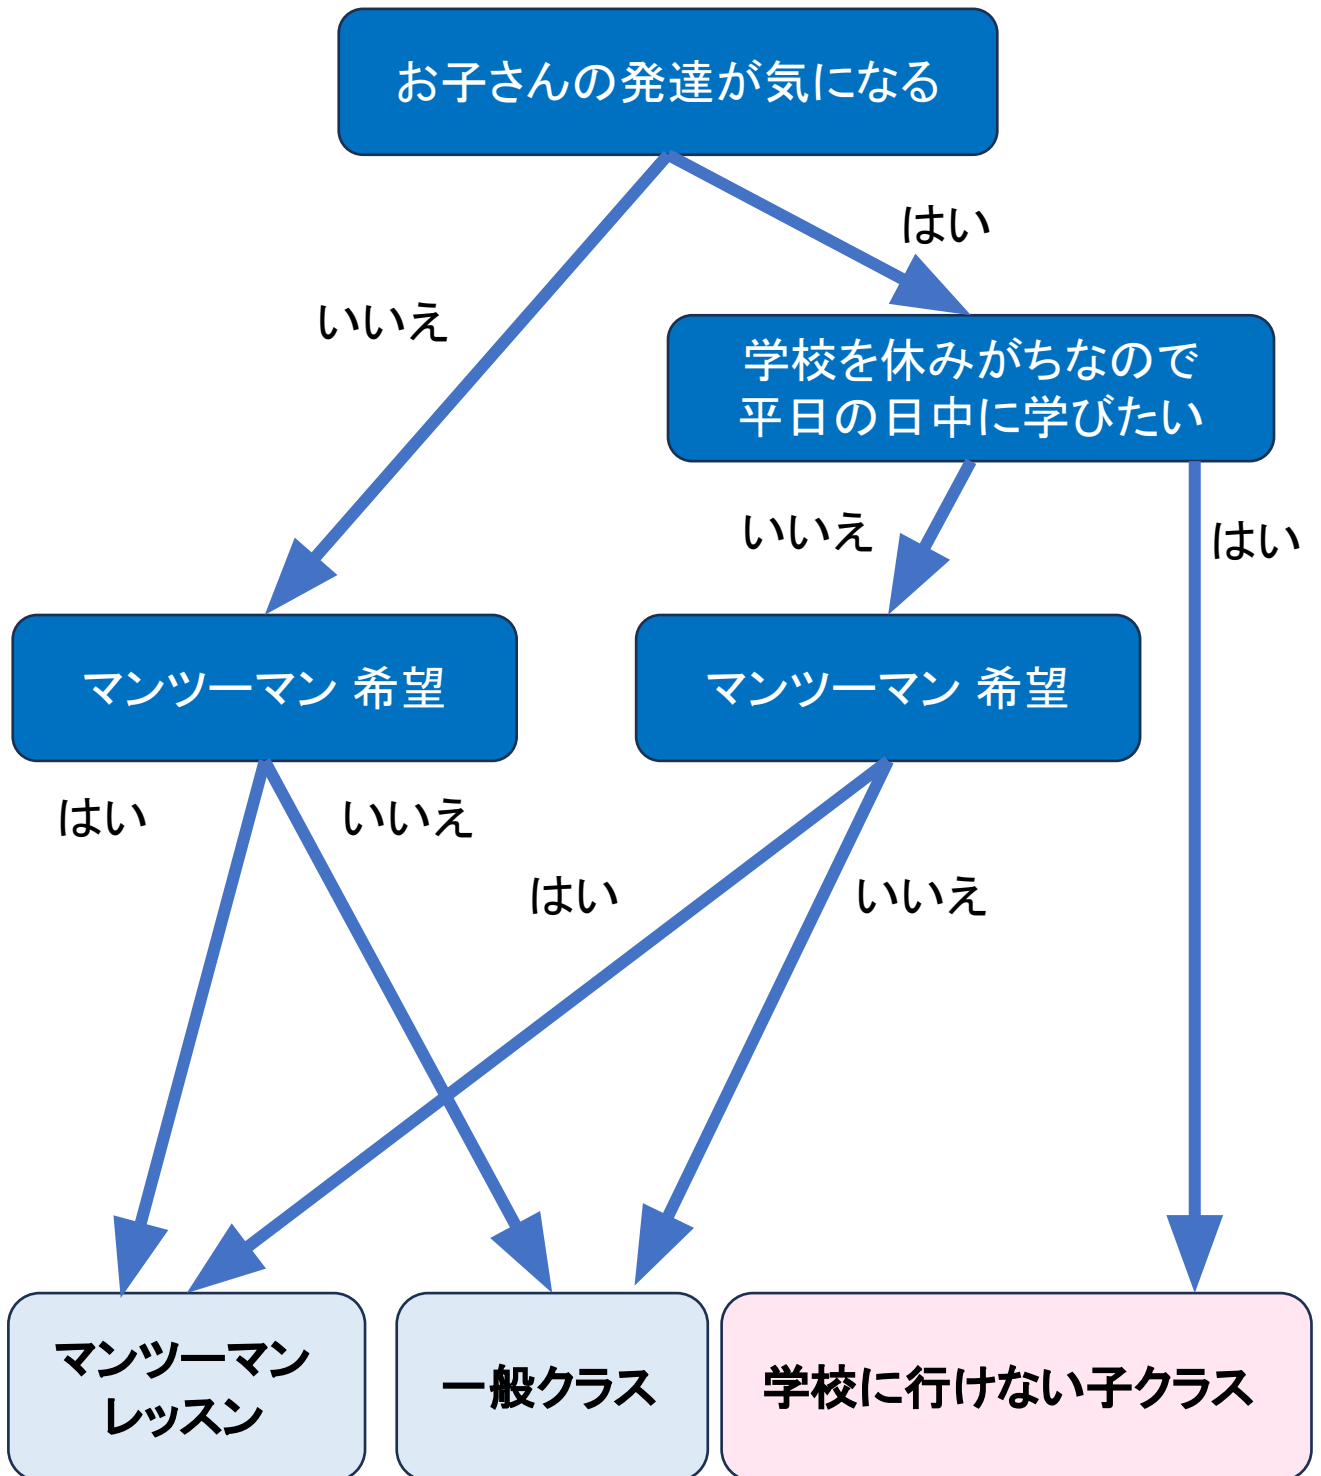 お子さんの発達が気になる
はい
いいえ
学校を休みがちなので
平日の日中に学びたい
いいえ
はい
マンツーマン 希望
マンツーマン 希望
はい
いいえ
はい
いいえ
マンツーマン
レッスン
一般クラス
学校に行けない子クラス